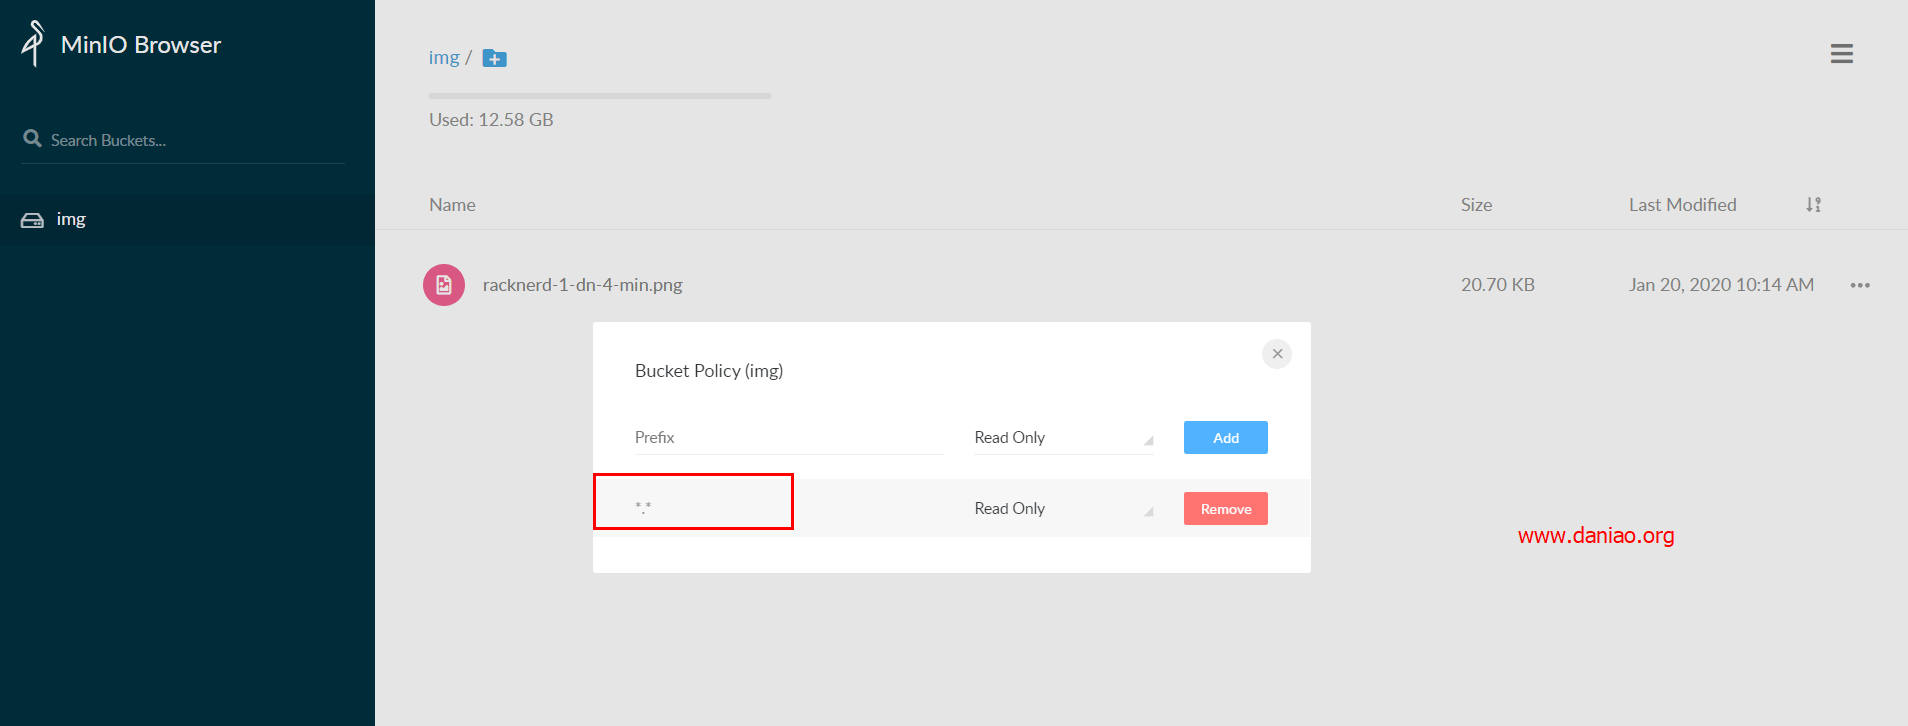 MinIO Browser
Search Buckets...
img
img /
Used: 12.58 GB
Name Size Last Modified
racknerd-1-dn-4-min.png 20.70 KB Jan 20, 2020 10:14 AM
Bucket Policy (img)
Prefix Read Only Add
*.* Read Only Remove
www.daniao.org